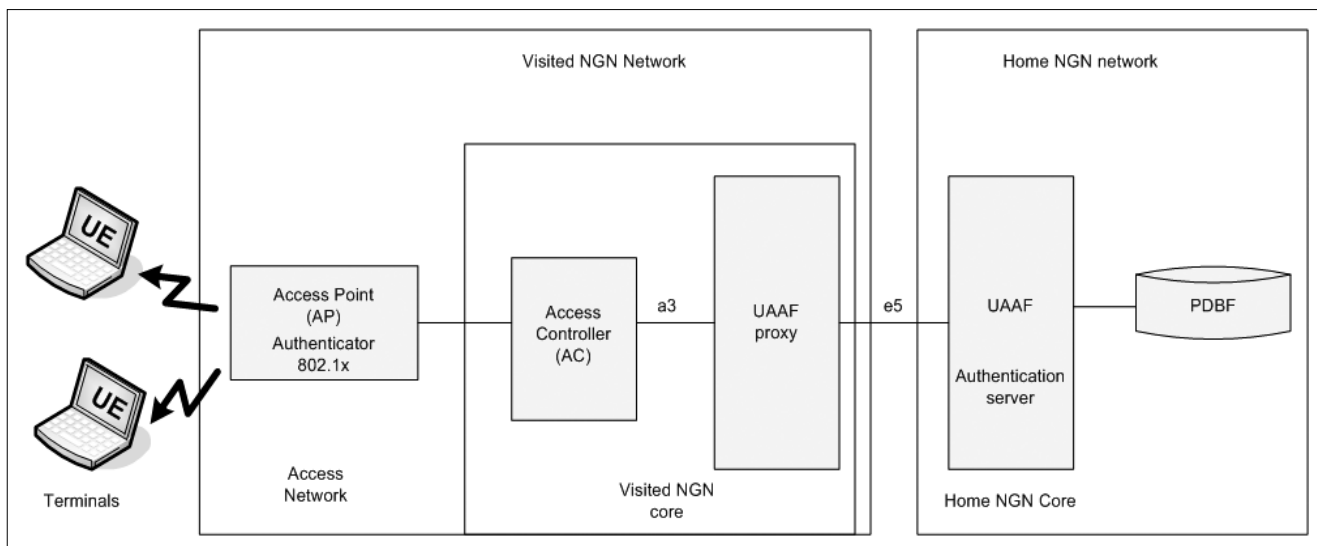 Visited NGN Network
Home NGN network
UE
UE
Terminals
Access Point
(AP)
Authenticator
802.1x
Access
Network
Access
Controller
(AC)
a3
UAAF
proxy
Visited NGN
core
e5
UAAF
Authentication
server
PDBF
Home NGN Core